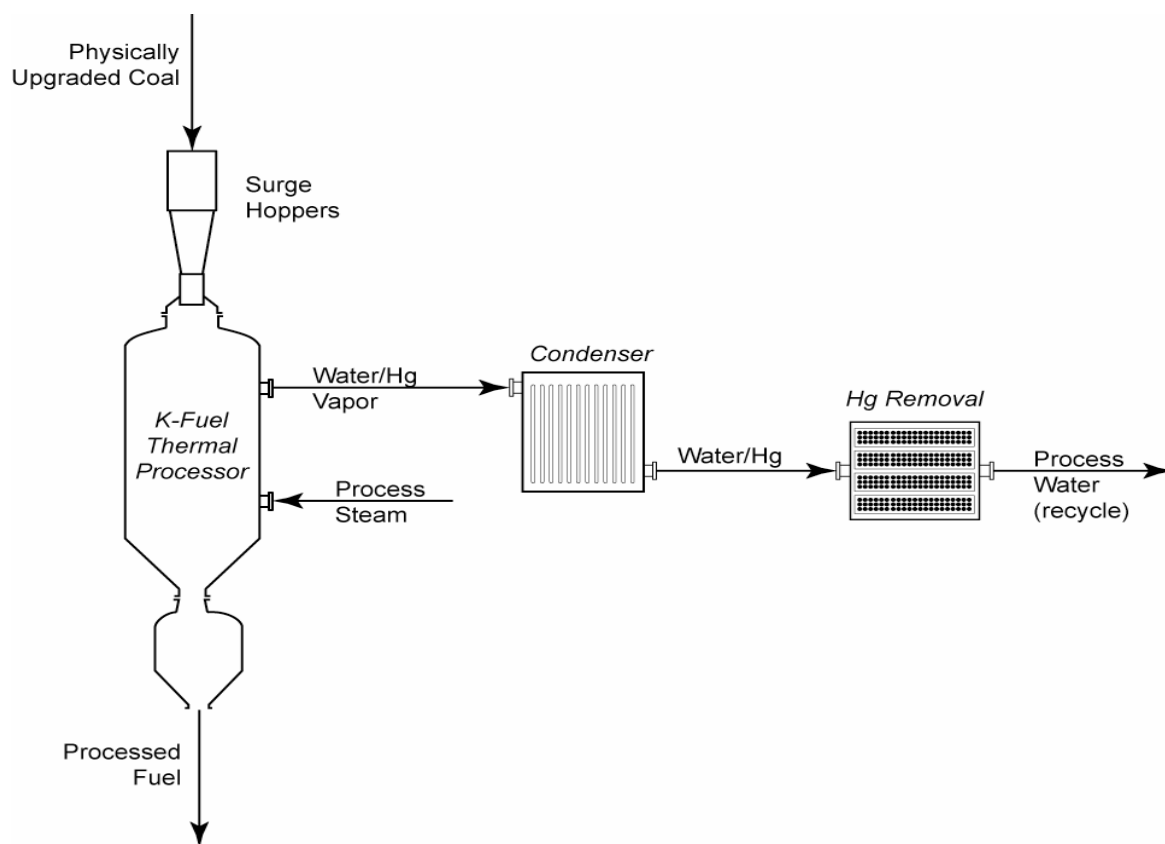 Physically
Upgraded Coal
Surge
Hoppers
K-Fuel
Thermal
Processor
Water/Hg
Vapor
Process
Steam
Condenser
Water/Hg
Hg Removal
Process
Water
(recycle)
Processed
Fuel